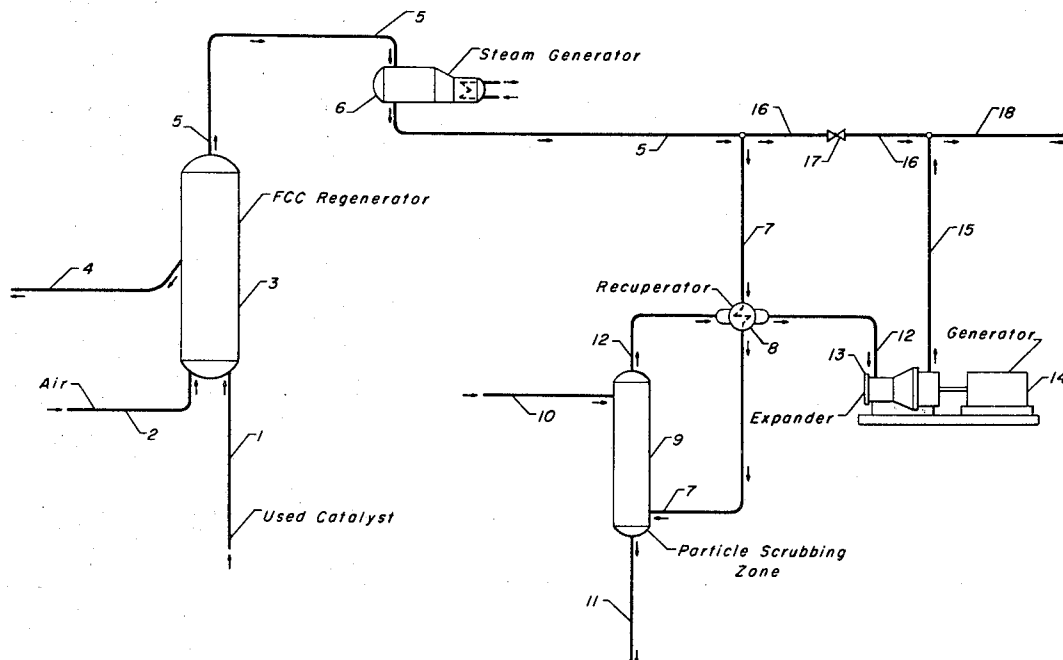 5
Steam Generator
6
5
16
18
5
17
16
FCC Regenerator
7
15
4
3
Recuperator
8
12
12
13
Generator
14
Expander
Air
2
10
1
9
7
Used Catalyst
Particle Scrubbing
Zone
11